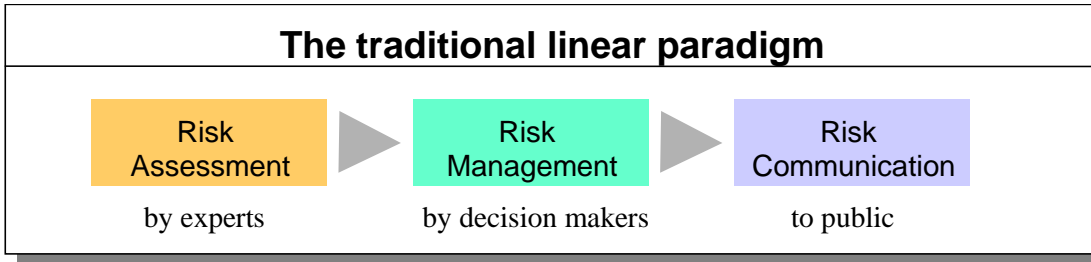 The traditional linear paradigm
Risk
Assessment
Risk
Management
Risk
Communication
by experts
by decision makers
to public